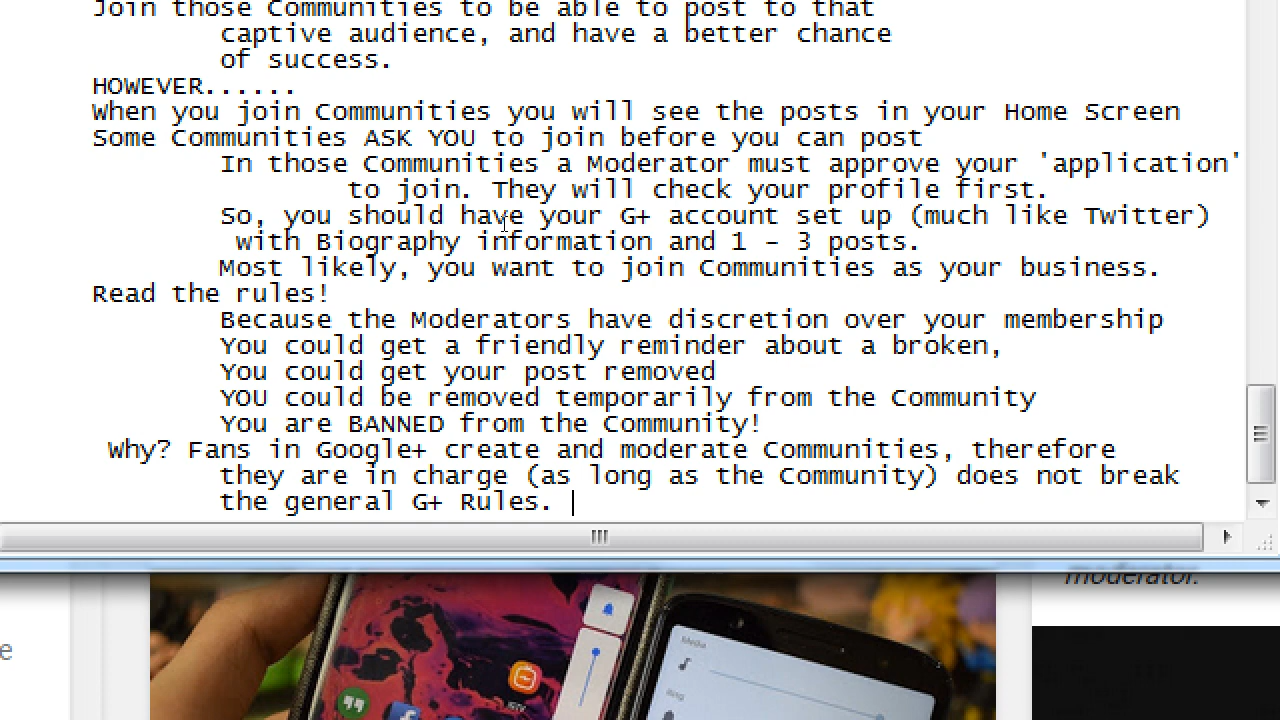 Join those Communities to be able to post to that
captive audience, and have a better chance
of success.
HOWEVER......
When you join Communities you will see the posts in your Home Screen
Some Communities ASK YOU to join before you can post
In those Communities a Moderator must approve your 'application'
to join. They will check your profile first.
So, you should have your G+ account set up (much like Twitter)
with Biography information and 1 - 3 posts.
Most likely, you want to join Communities as your business.
Read the rules!
Because the Moderators have discretion over your membership
You could get a friendly reminder about a broken,
You could get your post removed
YOU could be removed temporarily from the Community
You are BANNED from the Community!
Why? Fans in Google+ create and moderate Communities, therefore
they are in charge (as long as the Community) does not break
the general G+ Rules.
moderator.
e
Media
Ring
IGTV